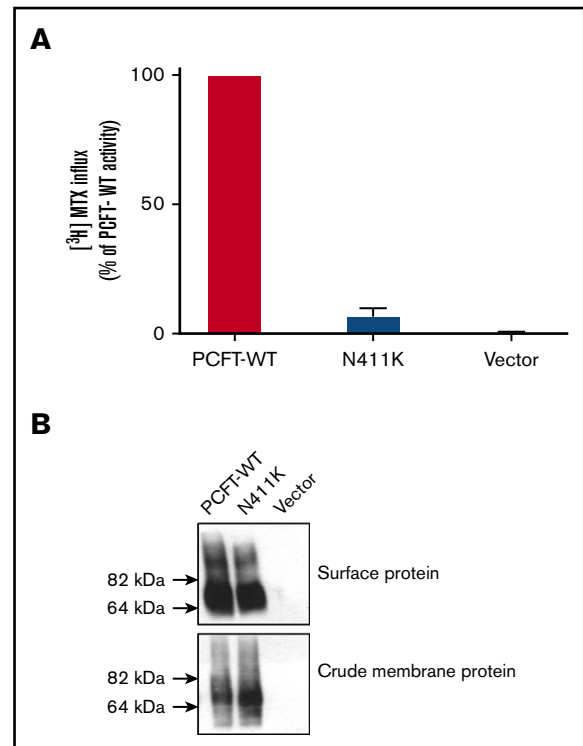 A
[³H] MTX influx
(% of PCFT- WT activity)
100
50
0
PCFT-WT
N411K
Vector
B
PCFT-WT
N411K
Vector
82 kDa
64 kDa
Surface protein
82 kDa
64 kDa
Crude membrane protein